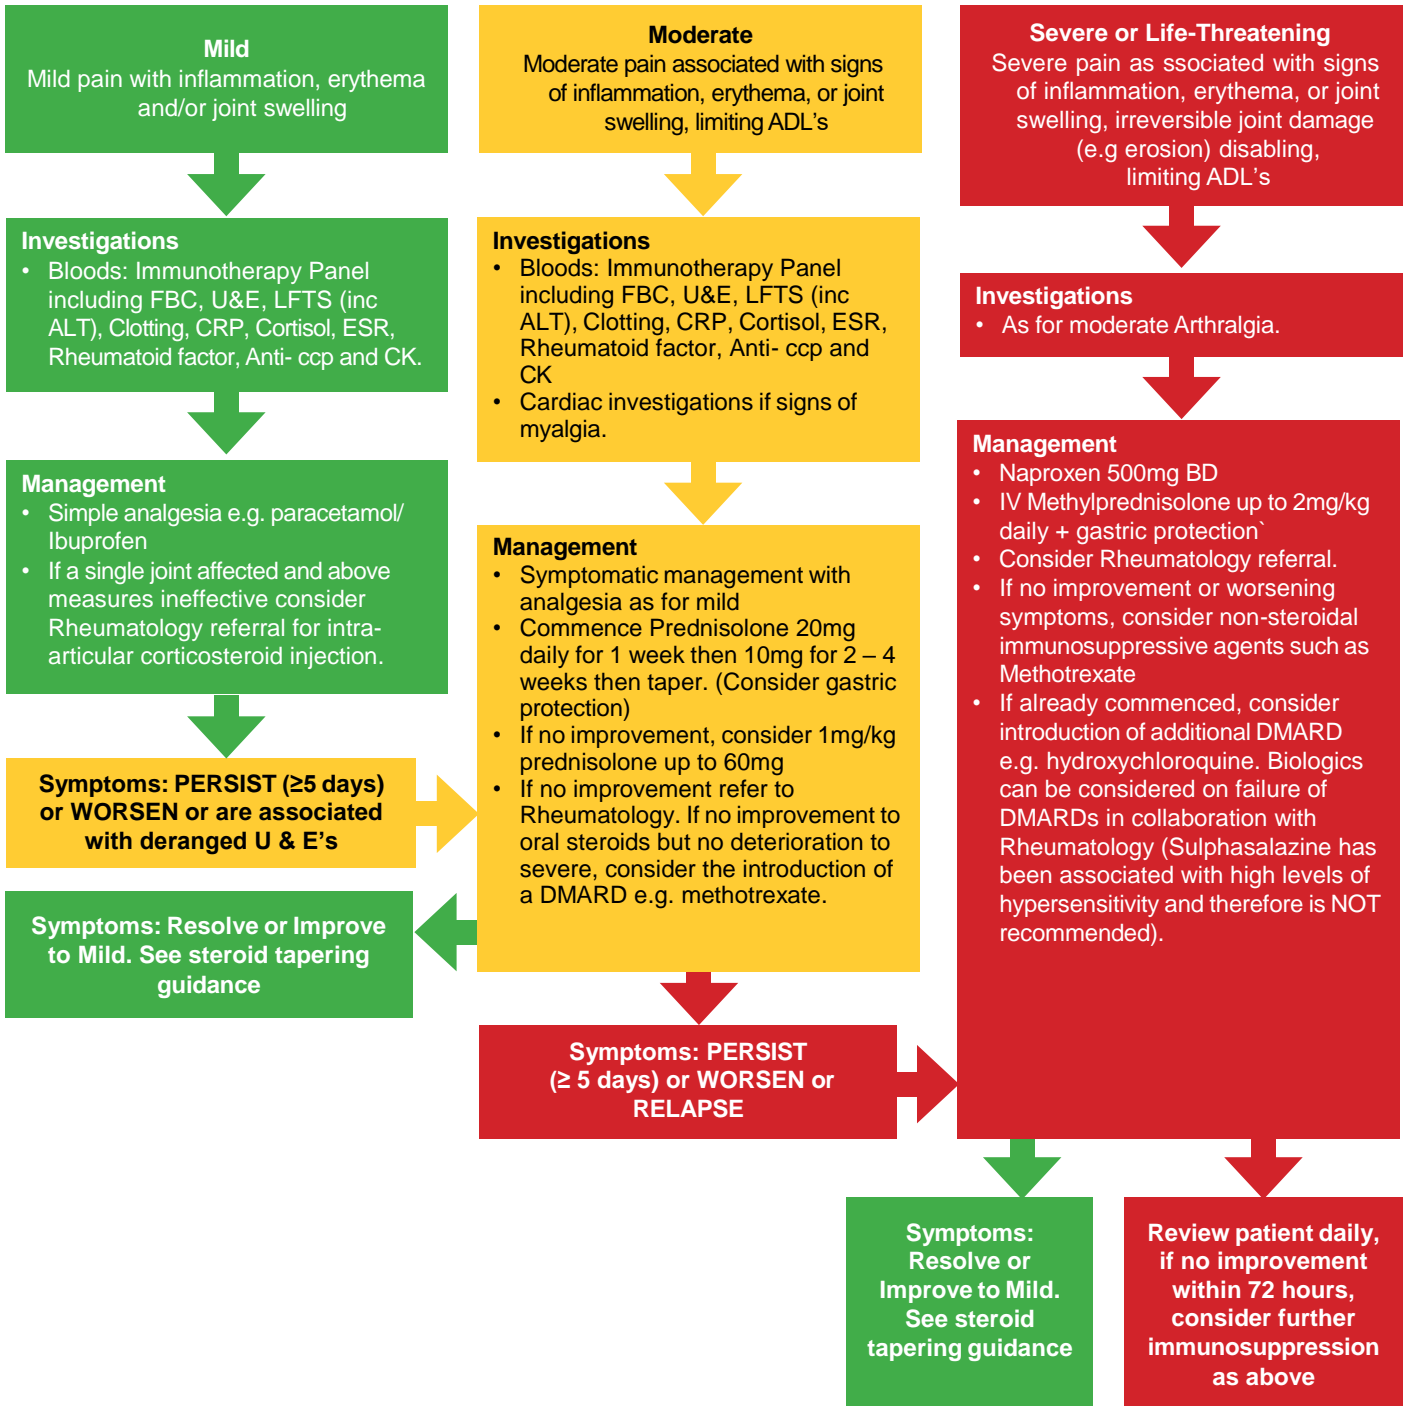 Mild
Mild pain with inflammation, erythema
and/or joint swelling
Investigations
• Bloods: Immunotherapy Panel
including FBC, U&E, LFTS (inc
ALT), Clotting, CRP, Cortisol, ESR,
Rheumatoid factor, Anti- ccp and CK.
Management
• Simple analgesia e.g. paracetamol/
Ibuprofen
• If a single joint affected and above
measures ineffective consider
Rheumatology referral for intra-
articular corticosteroid injection.
Symptoms: PERSIST (≥5 days)
or WORSEN or are associated
with deranged U & E’s
Symptoms: Resolve or Improve
to Mild. See steroid tapering
guidance
Moderate
Moderate pain associated with signs
of inflammation, erythema, or joint
swelling, limiting ADL’s
Investigations
• Bloods: Immunotherapy Panel
including FBC, U&E, LFTS (inc
ALT), Clotting, CRP, Cortisol, ESR,
Rheumatoid factor, Anti- ccp and
CK
• Cardiac investigations if signs of
myalgia.
Management
• Symptomatic management with
analgesia as for mild
• Commence Prednisolone 20mg
daily for 1 week then 10mg for 2 – 4
weeks then taper. (Consider gastric
protection)
• If no improvement, consider 1mg/kg
prednisolone up to 60mg
• If no improvement refer to
Rheumatology. If no improvement to
oral steroids but no deterioration to
severe, consider the introduction of
a DMARD e.g. methotrexate.
Symptoms: PERSIST
(≥ 5 days) or WORSEN or
RELAPSE
Severe or Life-Threatening
Severe pain as ssociated with signs
of inflammation, erythema, or joint
swelling, irreversible joint damage
(e.g erosion) disabling,
limiting ADL’s
Investigations
• As for moderate Arthralgia.
Management
• Naproxen 500mg BD
• IV Methylprednisolone up to 2mg/kg
daily + gastric protection`
• Consider Rheumatology referral.
• If no improvement or worsening
symptoms, consider non-steroidal
immunosuppressive agents such as
Methotrexate
• If already commenced, consider
introduction of additional DMARD
e.g. hydroxychloroquine. Biologics
can be considered on failure of
DMARDs in collaboration with
Rheumatology (Sulphasalazine has
been associated with high levels of
hypersensitivity and therefore is NOT
recommended).
Symptoms:
Resolve or
Improve to Mild.
See steroid
tapering guidance
Review patient daily,
if no improvement
within 72 hours,
consider further
immunosuppression
as above